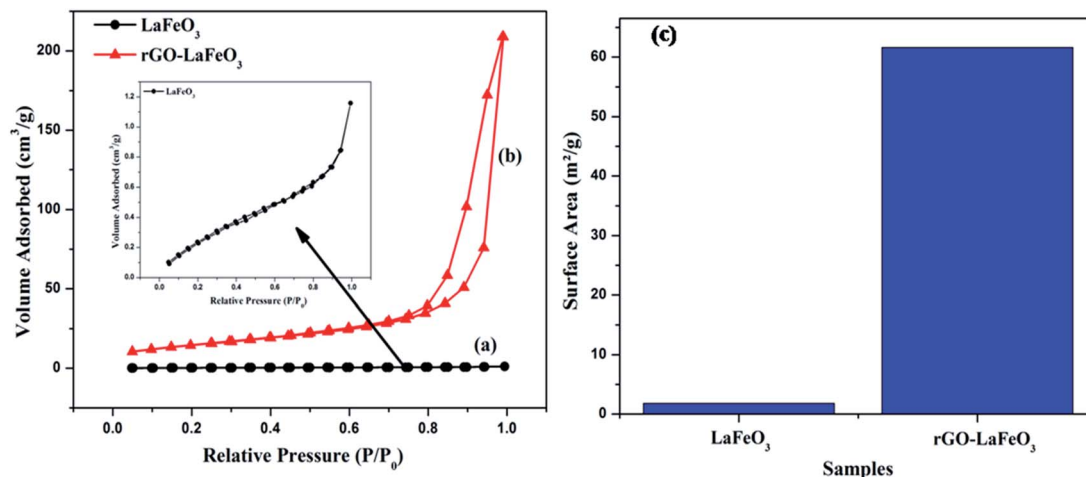 LaFeO₃
rGO-LaFeO₃
Volume Adsorbed (cm³/g)
200
150
100
50
0
0.0 0.2 0.4 0.6 0.8 1.0
Relative Pressure (P/P₀)
(a)
(b)
LaFeO₃
Volume Adsorbed (cm³/g)
1.2
1.0
0.8
0.6
0.4
0.2
0.0
0.0 0.2 0.4 0.6 0.8 1.0
Relative Pressure (P/P₀)
(c)
Surface Area (m²/g)
60
50
40
30
20
10
0
LaFeO₃ rGO-LaFeO₃
Samples